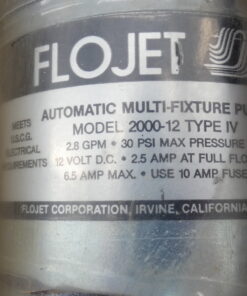 FLOJET
AUTOMATIC MULTI-FIXTURE PU
MODEL 2000-12 TYPE IV
MEETS
U.S.C.G.
ELECTRICAL
REQUIREMENTS
2.8 GPM • 30 PSI MAX PRESSURE
12 VOLT D.C. • 2.5 AMP AT FULL FLO
6.5 AMP MAX. • USE 10 AMP FUSE
FLOJET CORPORATION, IRVINE, CALIFORNIA